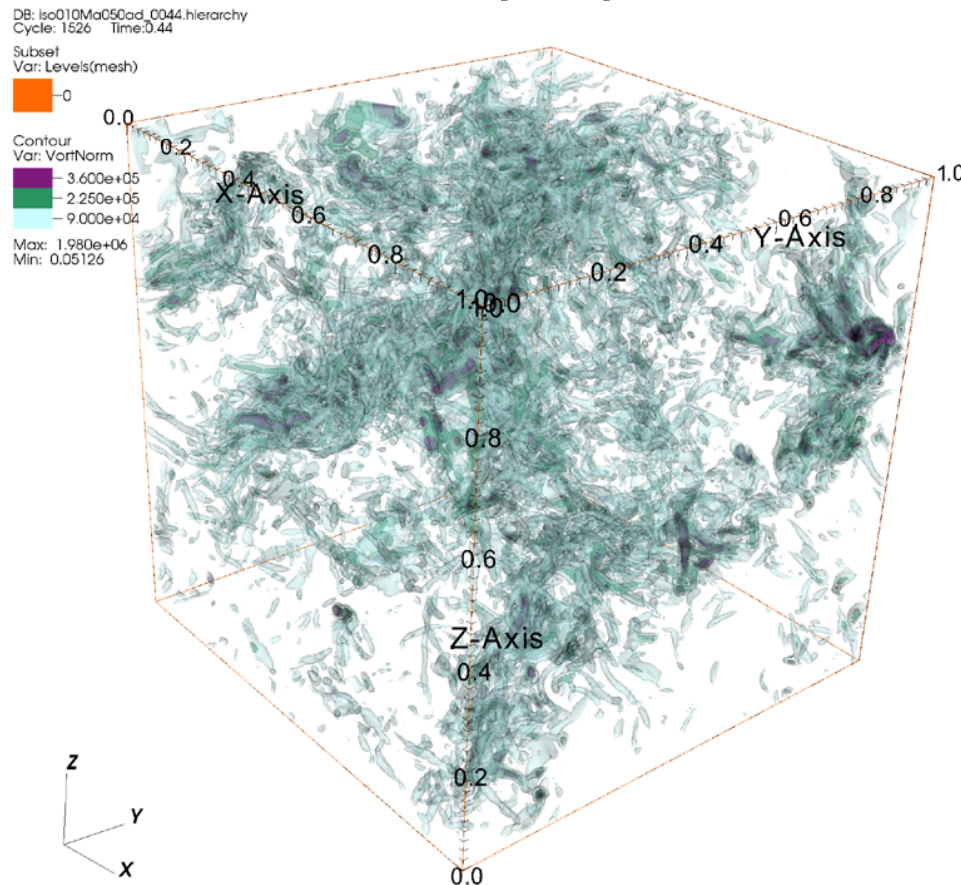 DB: iso010Ma050ad_0044.hierarchy
Cycle: 1526 Time:0.44
Subset
Var: Levels(mesh)
0
Contour
Var: VortNorm
3.600e+05
2.250e+05
9.000e+04
Max: 1.980e+06
Min: 0.05126
0.0
0.2
0.4
X-Axis
0.6
0.8
1.0
0.0
0.2
0.4
0.6
Y-Axis
0.8
1.0
0.8
0.6
Z-Axis
0.4
0.2
0.0
Z
Y
X